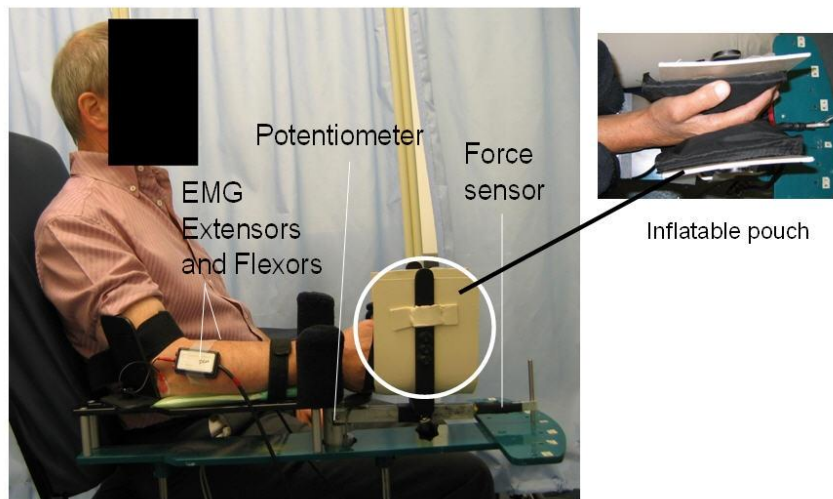 Potentiometer
Force
sensor
EMG
Extensors
and Flexors
Inflatable pouch